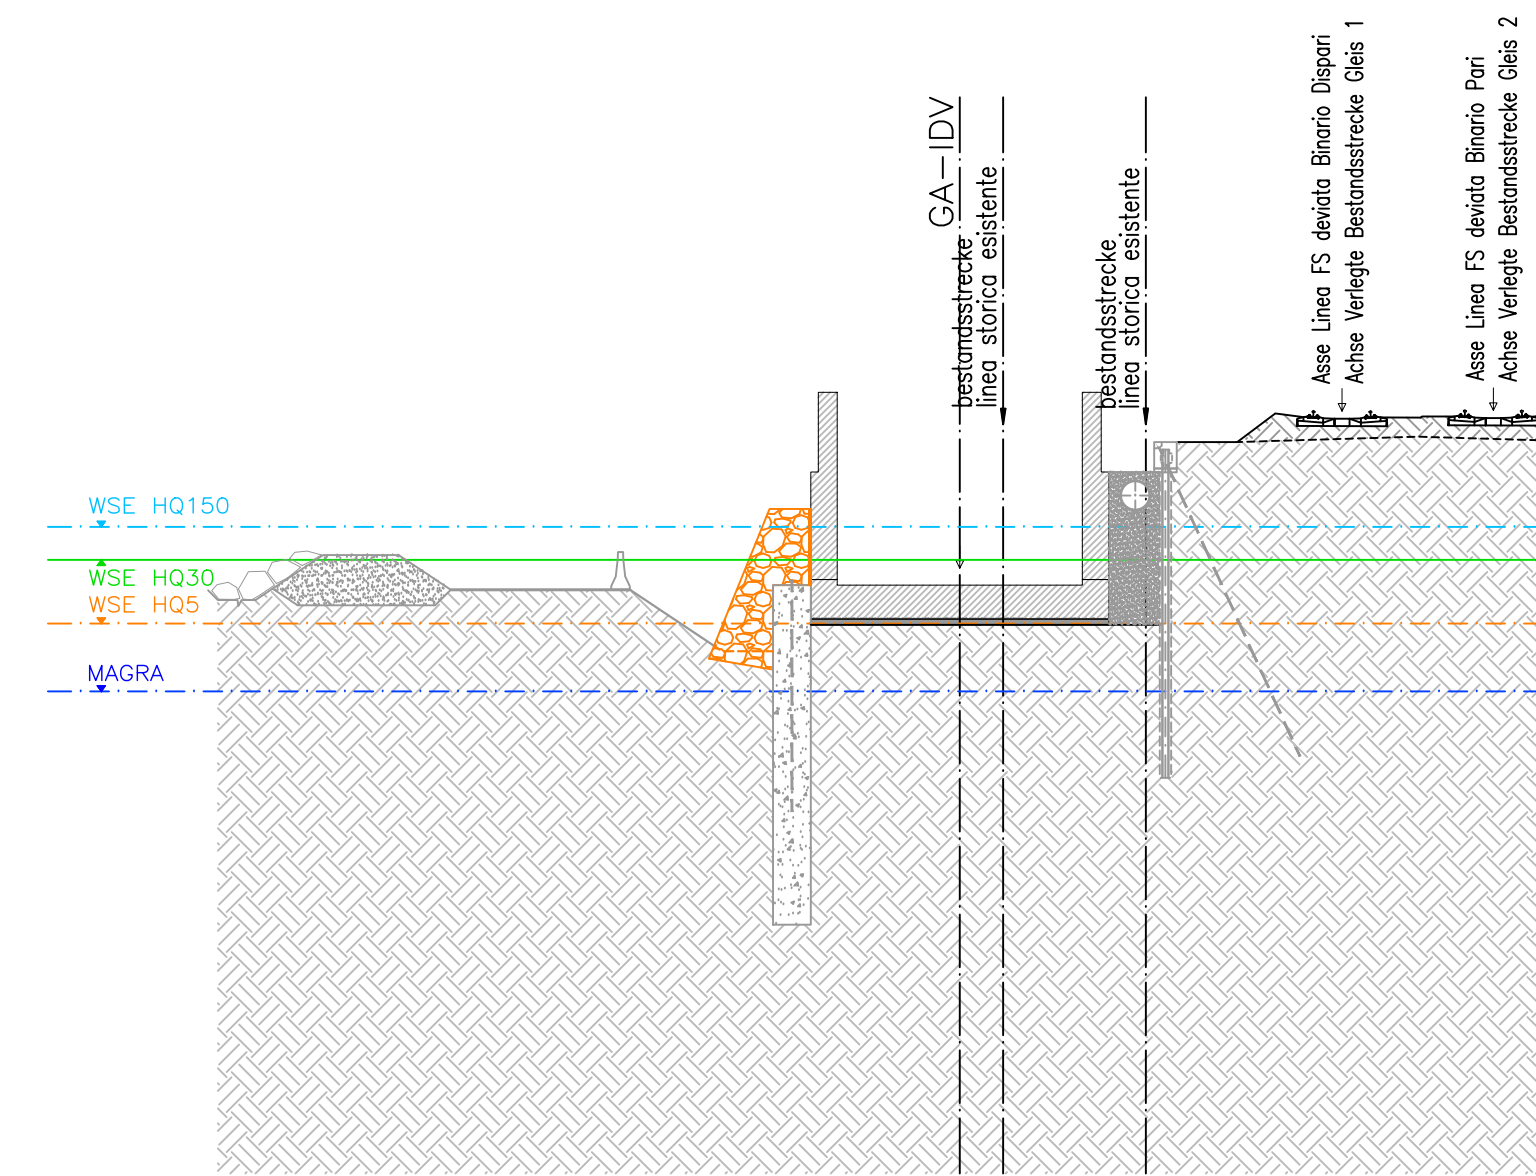 WSE HQ150
WSE HQ30
WSE HQ5
MAGRA
GA-IDV
bestandsstrecke
linea storica esistente
bestandsstrecke
linea storica esistente
Asse Linea FS deviata Binario Dispari
Achse Verlegte Bestandsstrecke Gleis 1
Asse Linea FS deviata Binario Pari
Achse Verlegte Bestandsstrecke Gleis 2